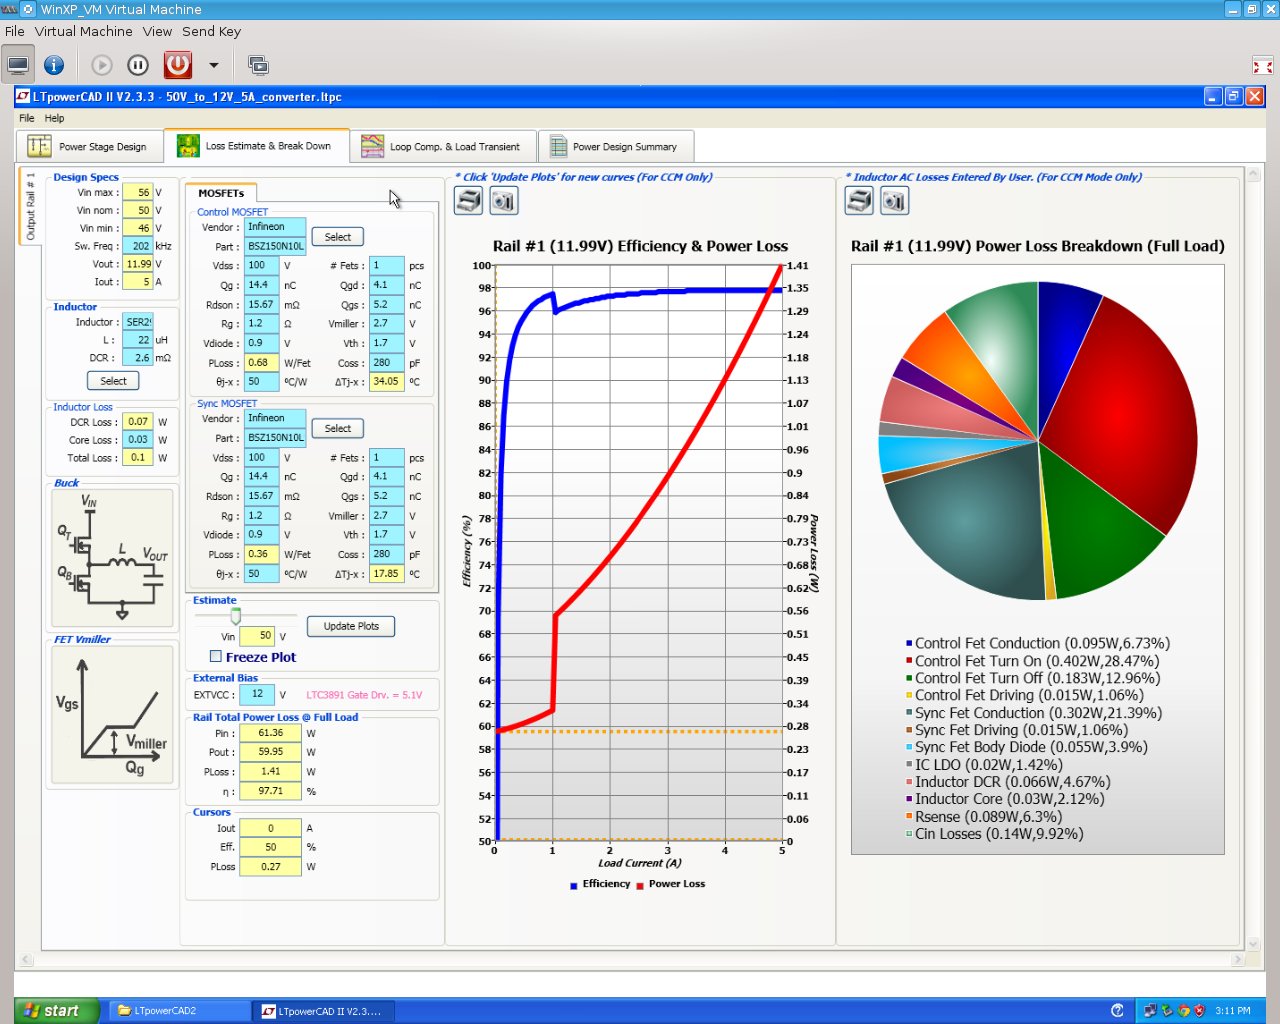 WinXP_VM Virtual Machine
File Virtual Machine View Send Key
LTpowerCAD II V2.3.3 - 50V_to_12V_5A_converter.ltpc
File Help
Power Stage Design
Loss Estimate & Break Down
Loop Comp. & Load Transient
Power Design Summary
Output Rail # 1
Design Specs
Vin max : 56 V
Vin nom : 50 V
Vin min : 46 V
Sw. Freq : 202 kHz
Vout : 11.99 V
Iout : 5 A
Inductor
Inductor : SER2
L : 22 uH
DCR : 2.6 mΩ
Select
Inductor Loss
DCR Loss : 0.07 W
Core Loss : 0.03 W
Total Loss : 0.1 W
Buck
VIN
QT
L
VOUT
QB
FET Vmiller
Vgs
Vmiller
Qg
MOSFETs
Control MOSFET
Vendor : Infineon
Select
Part : BSZ150N10L
Vdss : 100 V # Fets : 1 pcs
Qg : 14.4 nC Qgd : 4.1 nC
Rdson : 15.67 mΩ Qgs : 5.2 nC
Rg : 1.2 Ω Vmiller : 2.7 V
Vdiode : 0.9 V Vth : 1.7 V
PLoss : 0.68 W/Fet Coss : 280 pF
θj-x : 50 ºC/W ΔTj-x : 34.05 ºC
Sync MOSFET
Vendor : Infineon
Select
Part : BSZ150N10L
Vdss : 100 V # Fets : 1 pcs
Qg : 14.4 nC Qgd : 4.1 nC
Rdson : 15.67 mΩ Qgs : 5.2 nC
Rg : 1.2 Ω Vmiller : 2.7 V
Vdiode : 0.9 V Vth : 1.7 V
PLoss : 0.36 W/Fet Coss : 280 pF
θj-x : 50 ºC/W ΔTj-x : 17.85 ºC
Estimate
Vin 50 V
Update Plots
Freeze Plot
External Bias
EXTVCC : 12 V LTC3891 Gate Drv. = 5.1V
Rail Total Power Loss @ Full Load
Pin : 61.36 W
Pout : 59.95 W
PLoss : 1.41 W
η : 97.71 %
Cursors
Iout 0 A
Eff. 50 %
PLoss 0.27 W
* Click 'Update Plots' for new curves (For CCM Only)
Rail #1 (11.99V) Efficiency & Power Loss
100 1.41
98 1.35
96 1.29
94 1.24
92 1.18
90 1.13
88 1.07
86 1.01
84 0.96
82 0.9
80 0.84
78 0.79
76 0.73
74 0.68
72 0.62
70 0.56
68 0.51
66 0.45
64 0.39
62 0.34
60 0.28
58 0.23
56 0.17
54 0.11
52 0.06
50 0
Efficiency (%)
Power Loss (W)
0 1 2 3 4 5
Load Current (A)
Efficiency Power Loss
* Inductor AC Losses Entered By User. (For CCM Mode Only)
Rail #1 (11.99V) Power Loss Breakdown (Full Load)
Control Fet Conduction (0.095W,6.73%)
Control Fet Turn On (0.402W,28.47%)
Control Fet Turn Off (0.183W,12.96%)
Control Fet Driving (0.015W,1.06%)
Sync Fet Conduction (0.302W,21.39%)
Sync Fet Driving (0.015W,1.06%)
Sync Fet Body Diode (0.055W,3.9%)
IC LDO (0.02W,1.42%)
Inductor DCR (0.066W,4.67%)
Inductor Core (0.03W,2.12%)
Rsense (0.089W,6.3%)
Cin Losses (0.14W,9.92%)
start
LTpowerCAD2
LTpowerCAD II V2.3....
3:11 PM